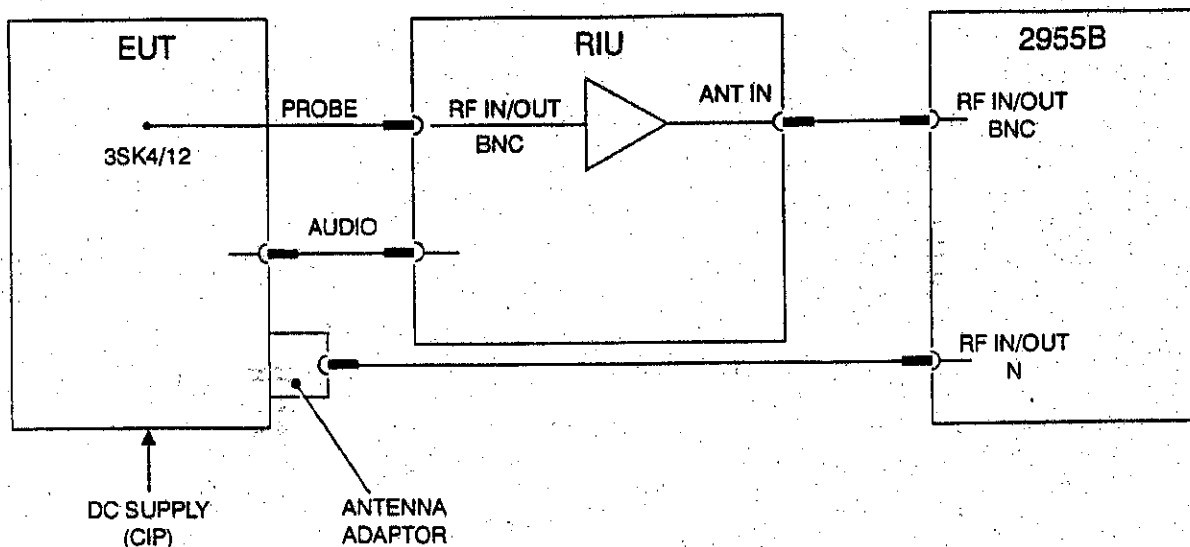 EUT
RIU
2955B
PROBE
RF IN/OUT
BNC
ANT IN
RF IN/OUT
BNC
3SK4/12
AUDIO
RF IN/OUT
N
DC SUPPLY
(CIP)
ANTENNA
ADAPTOR